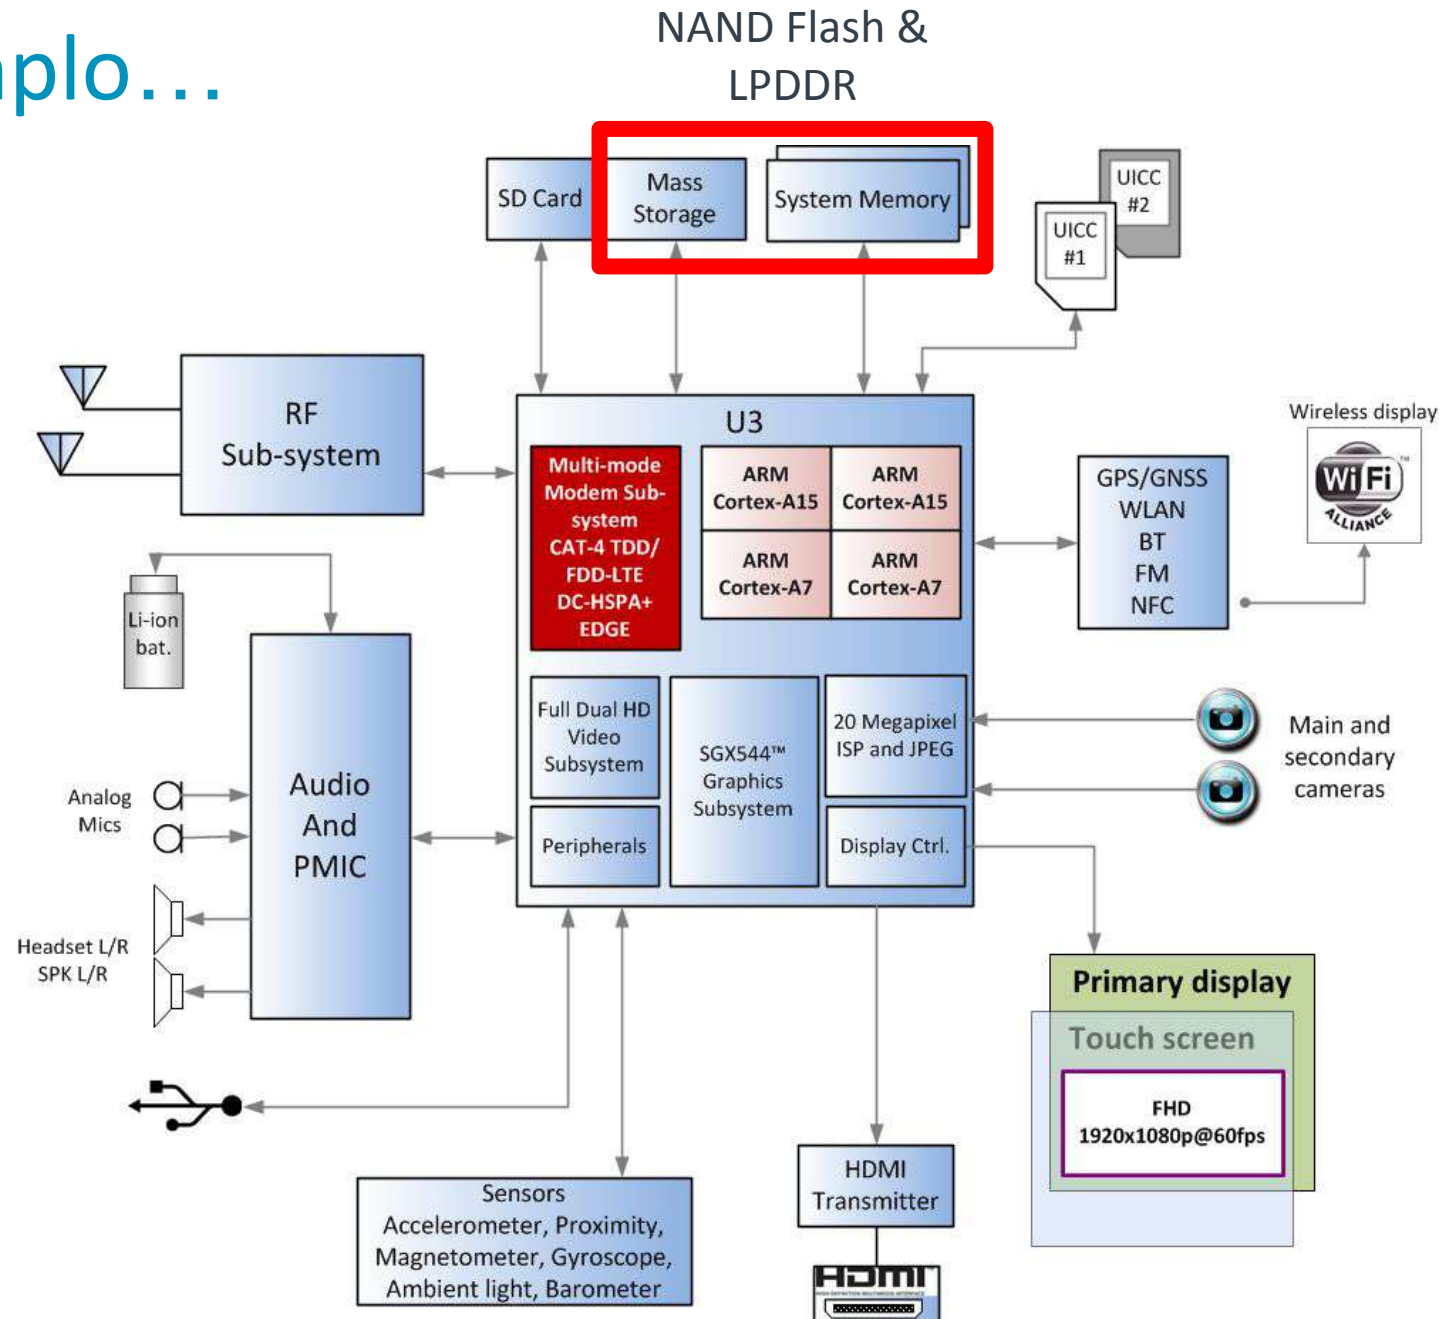 NAND Flash &
LPDDR
plo...
SD Card
Mass
Storage
System Memory
UICC
#2
UICC
#1
RF
Sub-system
U3
Multi-mode
Modem Sub-
system
CAT-4 TDD/
FDD-LTE
DC-HSPA+
EDGE
ARM
Cortex-A15
ARM
Cortex-A15
ARM
Cortex-A7
ARM
Cortex-A7
GPS/GNSS
WLAN
BT
FM
NFC
Wireless display
Wi Fi
ALLIANCE
TM
Li-ion
bat.
Full Dual HD
Video
Subsystem
SGX544™
Graphics
Subsystem
20 Megapixel
ISP and JPEG
Main and
secondary
cameras
Analog
Mics
Audio
And
PMIC
Peripherals
Display Ctrl.
Headset L/R
SPK L/R
Primary display
Touch screen
FHD
1920x1080p@60fps
Sensors
Accelerometer, Proximity,
Magnetometer, Gyroscope,
Ambient light, Barometer
HDMI
Transmitter
HDMI
HIGH DEFINITION MULTIMEDIA INTERFACE